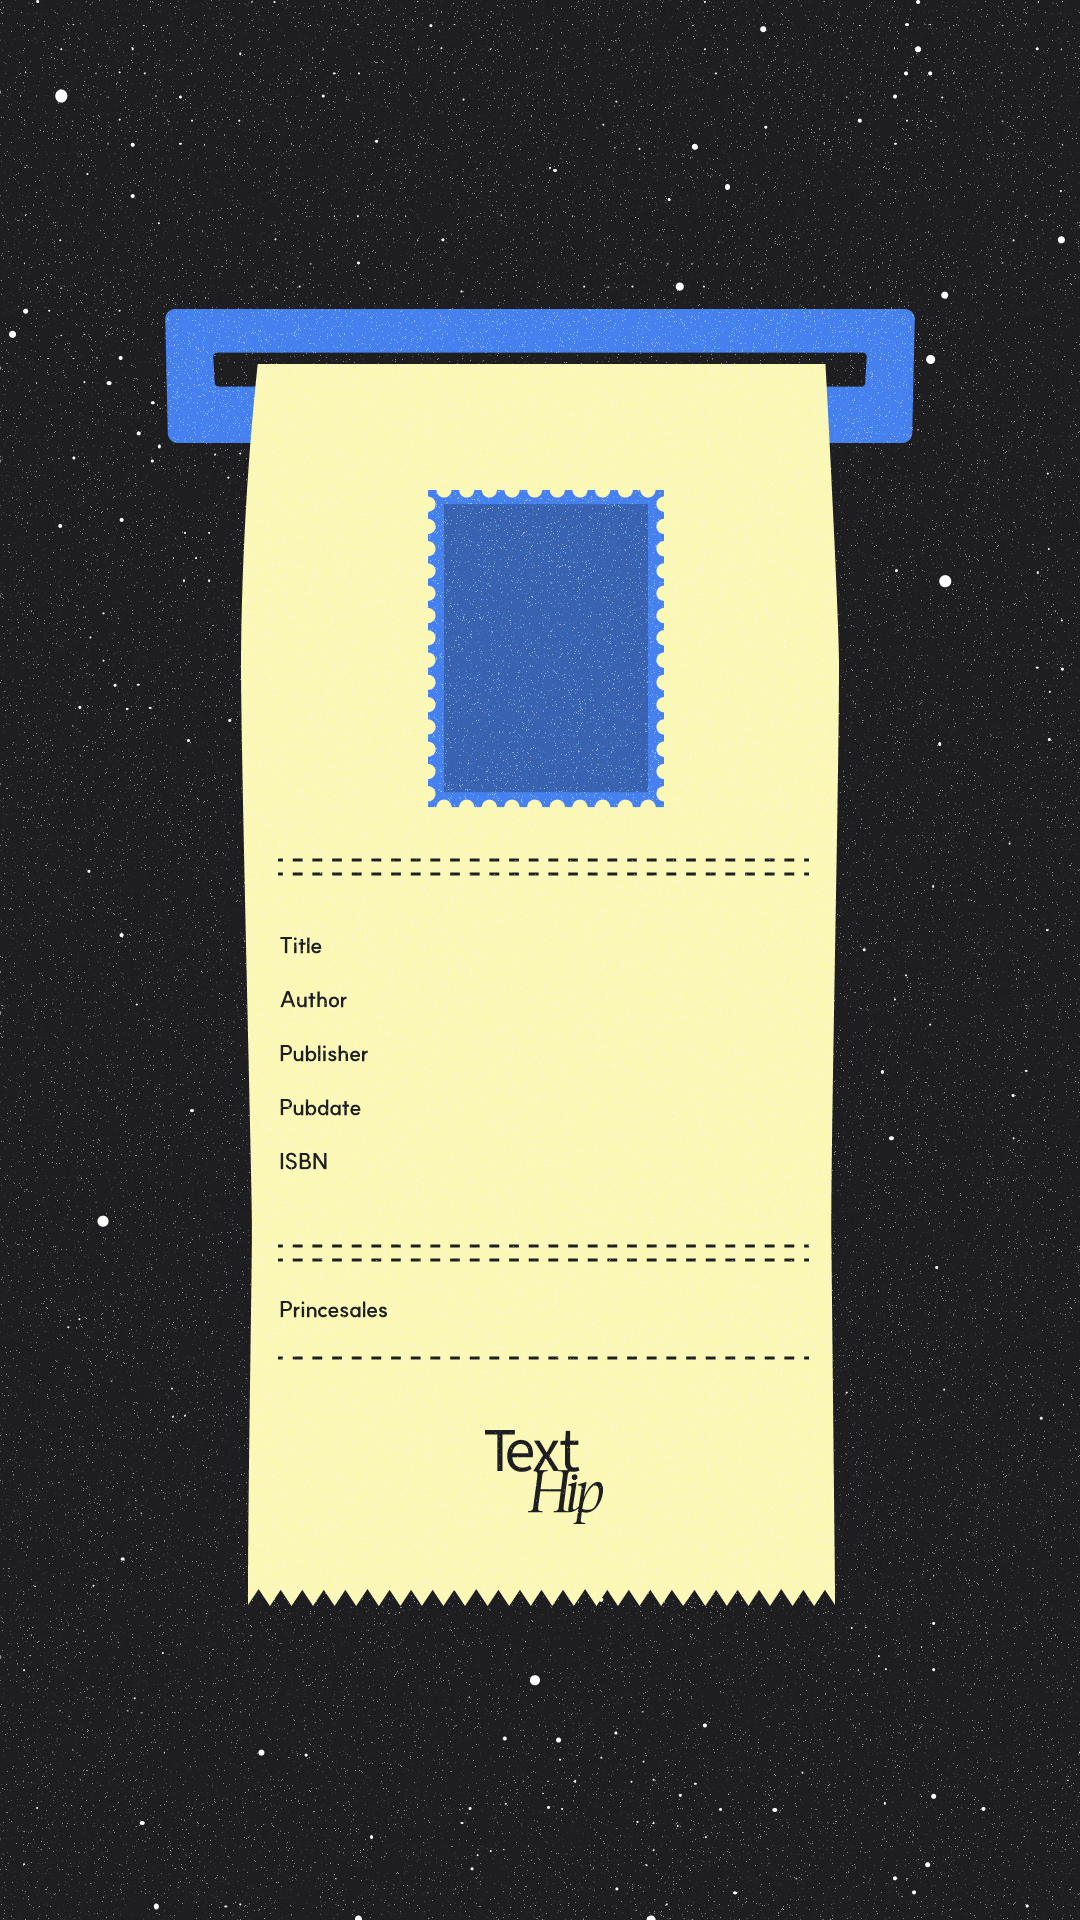 Title
Author
Publisher
Pubdate
ISBN
Princesales
Text
Hip